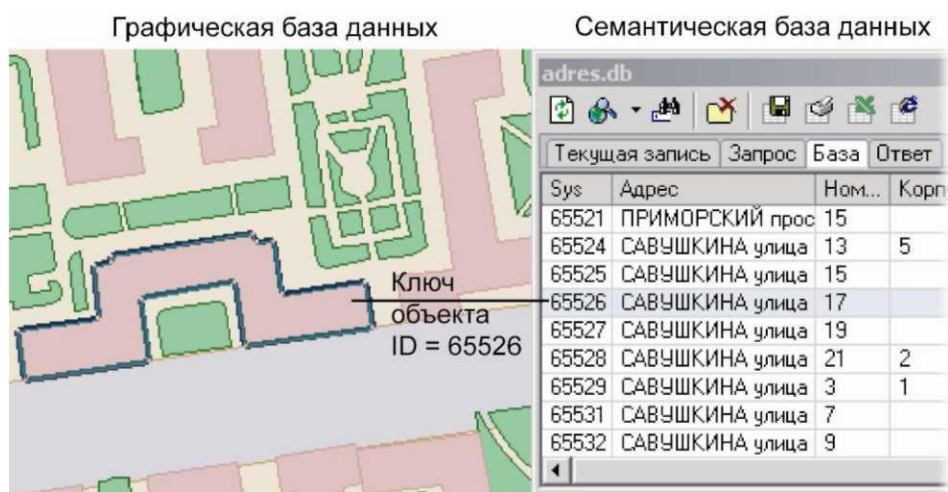 Графическая база данных
Семантическая база данных
Ключ
объекта
ID = 65526
adres.db
Текущая запись Запрос База Ответ
Sys Адрес Ном... Корп
65521 ПРИМОРСКИЙ прос 15
65524 САВУШКИНА улица 13 5
65525 САВУШКИНА улица 15
65526 САВУШКИНА улица 17
65527 САВУШКИНА улица 19
65528 САВУШКИНА улица 21 2
65529 САВУШКИНА улица 3 1
65531 САВУШКИНА улица 7
65532 САВУШКИНА улица 9